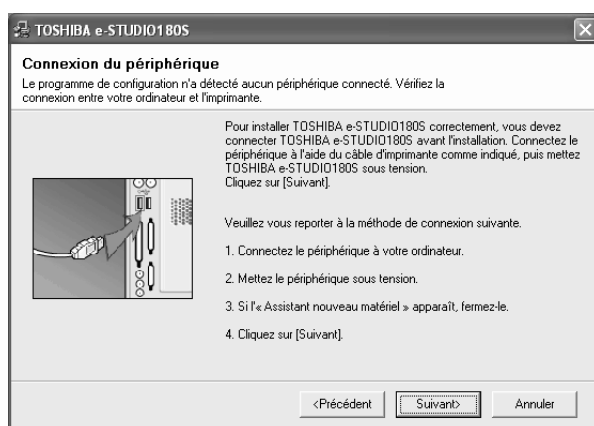 TOSHIBA e-STUDIO180S
Connexion du périphérique
Le programme de configuration n'a détecté aucun périphérique connecté. Vérifiez la
connexion entre votre ordinateur et l'imprimante.
Pour installer TOSHIBA e-STUDIO180S correctement, vous devez
connecter TOSHIBA e-STUDIO180S avant l'installation. Connectez le
périphérique à l'aide du câble d'imprimante comme indiqué, puis mettez
TOSHIBA e-STUDIO180S sous tension.
Cliquez sur [Suivant].
Veuillez vous reporter à la méthode de connexion suivante.
1. Connectez le périphérique à votre ordinateur.
2. Mettez le périphérique sous tension.
3. Si l'« Assistant nouveau matériel » apparaît, fermez-le.
4. Cliquez sur [Suivant].
<Précédent
Suivant>
Annuler